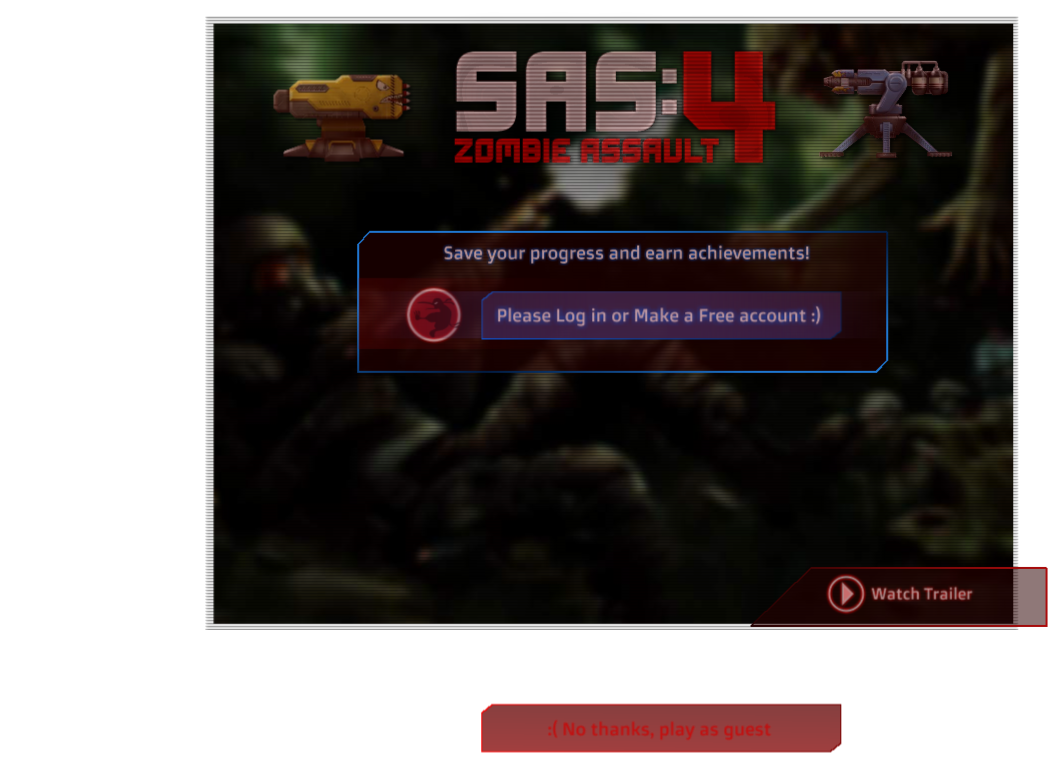 SAS:4
ZOMBIE ASSAULT
Save your progress and earn achievements!
Please Log in or Make a Free account :)
Watch Trailer
:( No thanks, play as guest